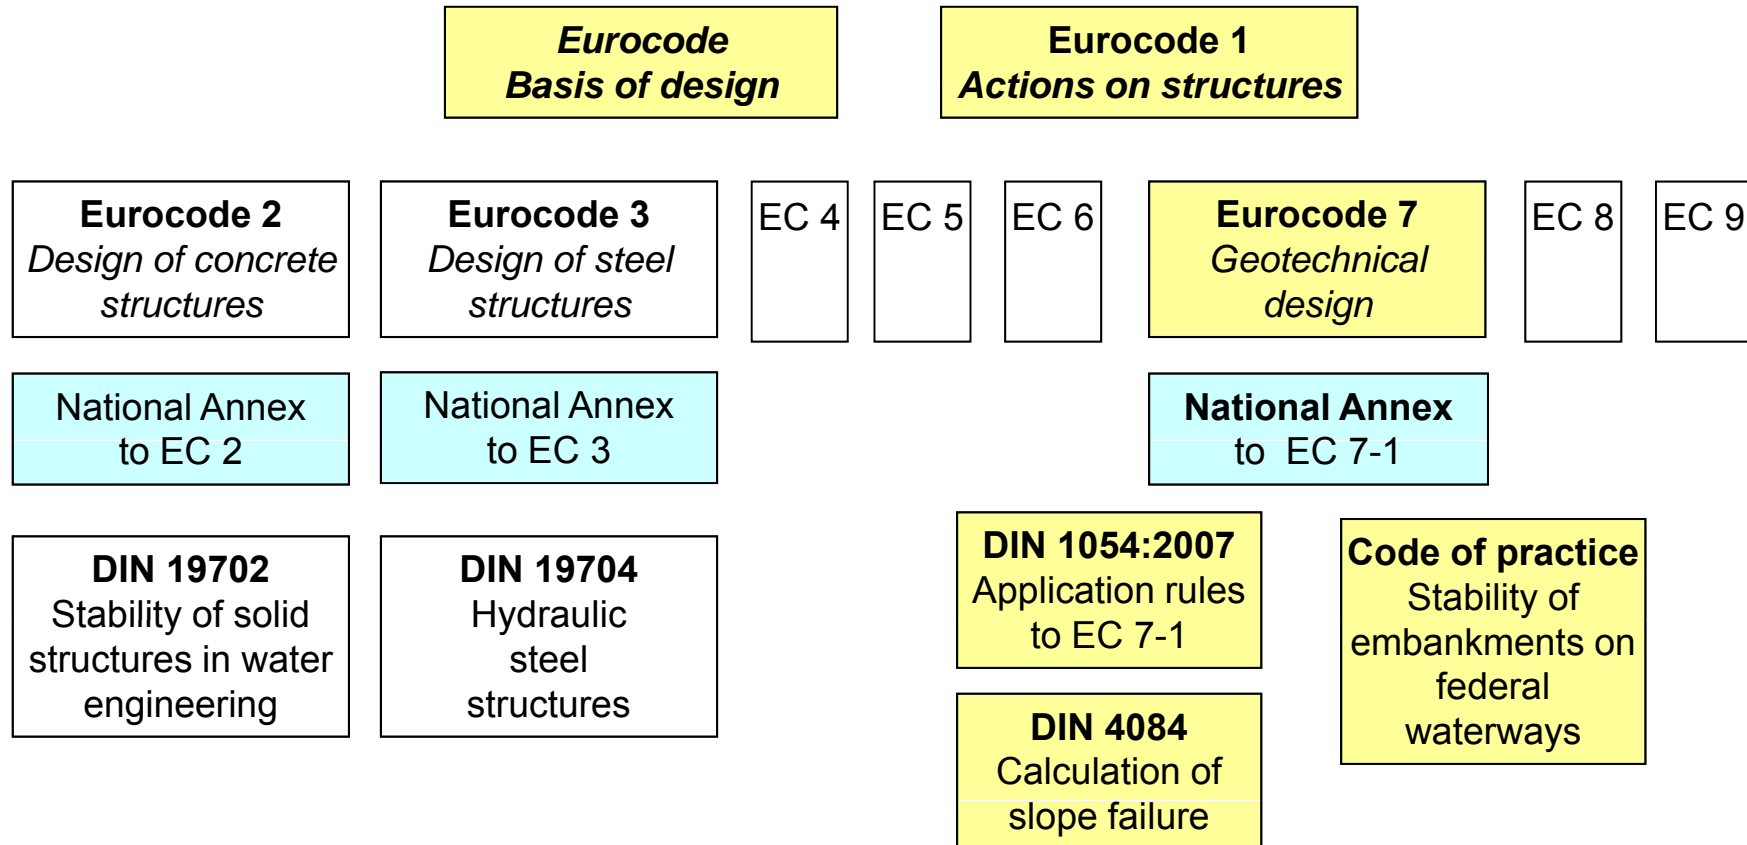 Eurocode
Basis of design
Eurocode 1
Actions on structures
Eurocode 2
Design of concrete
structures
Eurocode 3
Design of steel
structures
EC 4
EC 5
EC 6
Eurocode 7
Geotechnical
design
EC 8
EC 9
National Annex
to EC 2
National Annex
to EC 3
National Annex
to EC 7-1
DIN 19702
Stability of solid
structures in water
engineering
DIN 19704
Hydraulic
steel
structures
DIN 1054:2007
Application rules
to EC 7-1
DIN 4084
Calculation of
slope failure
Code of practice
Stability of
embankments on
federal
waterways